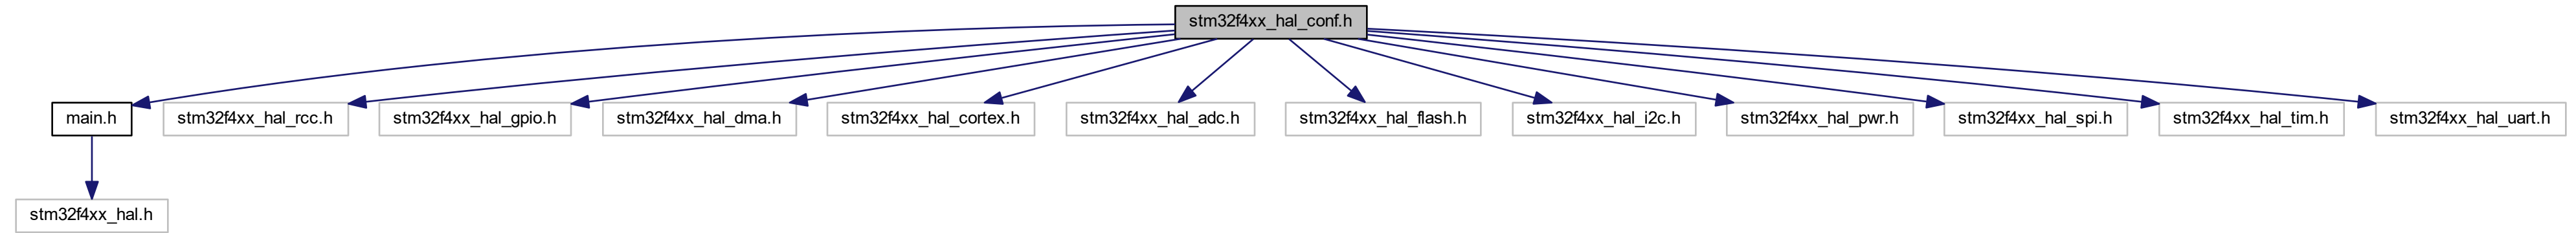 stm32f4xx_hal_conf.h
main.h
stm32f4xx_hal_rcc.h
stm32f4xx_hal_gpio.h
stm32f4xx_hal_dma.h
stm32f4xx_hal_cortex.h
stm32f4xx_hal_adc.h
stm32f4xx_hal_flash.h
stm32f4xx_hal_i2c.h
stm32f4xx_hal_pwr.h
stm32f4xx_hal_spi.h
stm32f4xx_hal_tim.h
stm32f4xx_hal_uart.h
stm32f4xx_hal.h